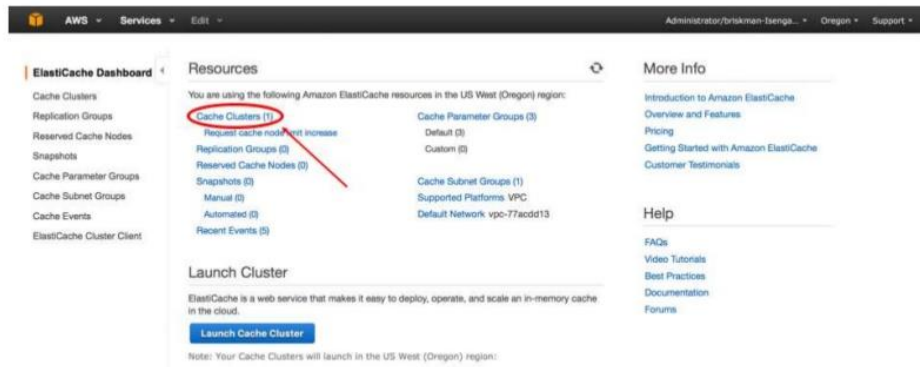 AWS Services Edit Administrator/briskman-Isenga... Oregon Support
ElastiCache Dashboard
Cache Clusters
Replication Groups
Reserved Cache Nodes
Snapshots
Cache Parameter Groups
Cache Subnet Groups
Cache Events
ElastiCache Cluster Client
Resources
You are using the following Amazon ElastiCache resources in the US West (Oregon) region:
Cache Clusters (1)
Request cache node limit increase
Replication Groups (0)
Reserved Cache Nodes (0)
Snapshots (0)
Manual (0)
Automated (0)
Recent Events (5)
Cache Parameter Groups (3)
Default (3)
Custom (0)
Cache Subnet Groups (1)
Supported Platforms VPC
Default Network vpc-77acdd13
Launch Cluster
ElastiCache is a web service that makes it easy to deploy, operate, and scale an in-memory cache
in the cloud.
Launch Cache Cluster
Note: Your Cache Clusters will launch in the US West (Oregon) region:
More Info
Introduction to Amazon ElastiCache
Overview and Features
Pricing
Getting Started with Amazon ElastiCache
Customer Testimonials
Help
FAQs
Video Tutorials
Best Practices
Documentation
Forums